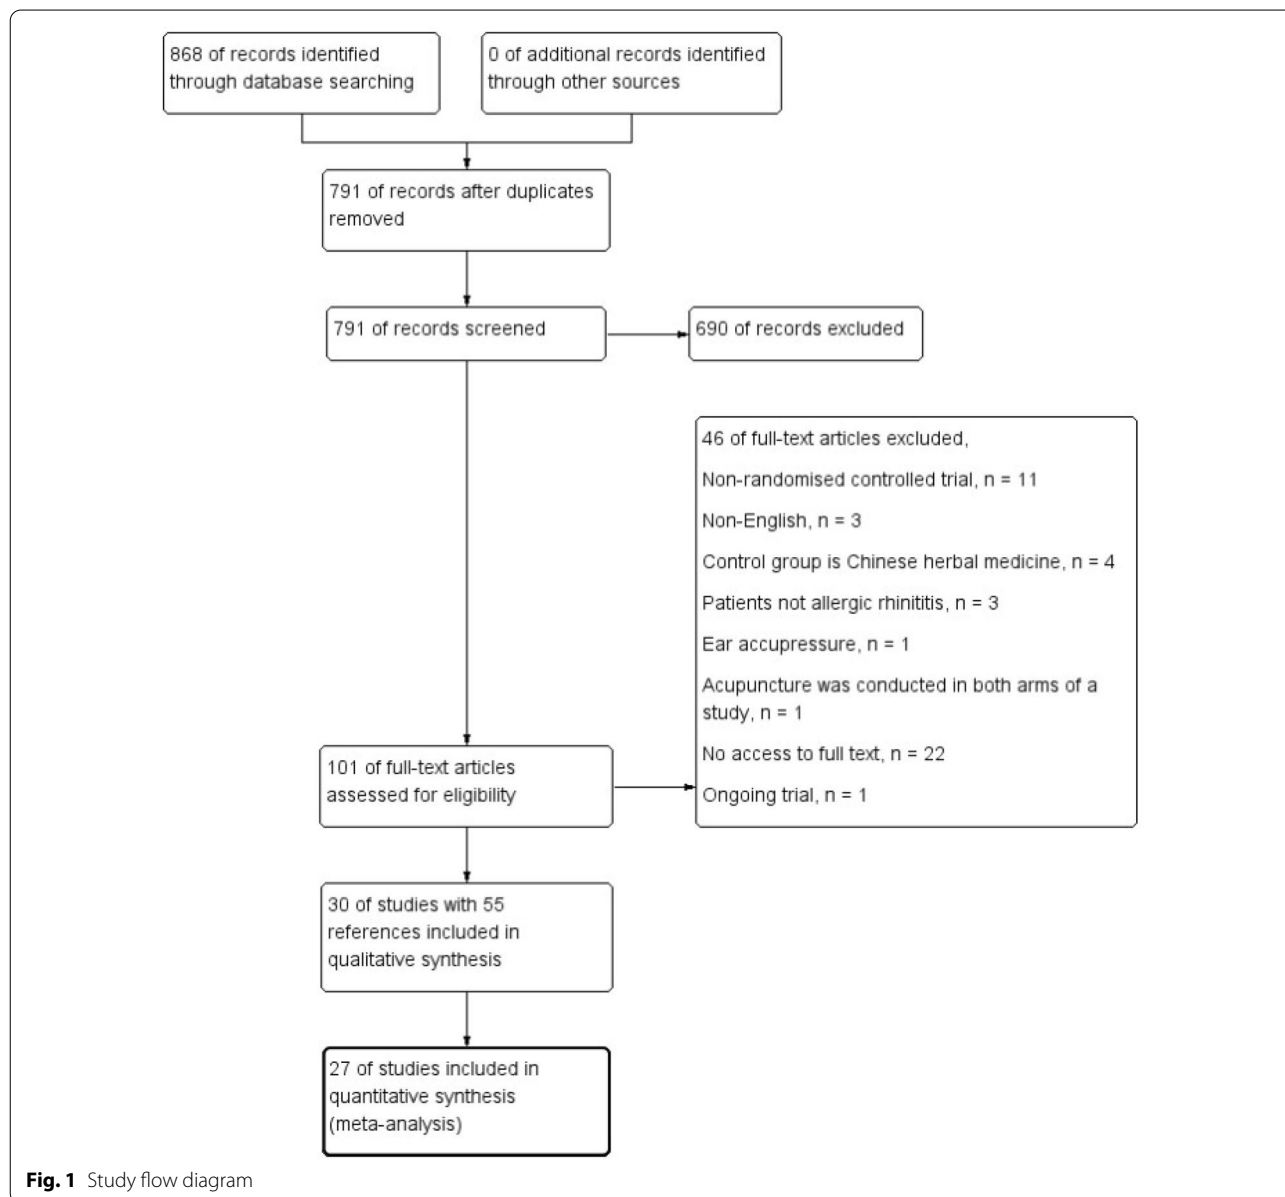 868 of records identified
through database searching
0 of additional records identified
through other sources
791 of records after duplicates
removed
791 of records screened
690 of records excluded
46 of full-text articles excluded,
Non-randomised controlled trial, n = 11
Non-English, n = 3
Control group is Chinese herbal medicine, n = 4
Patients not allergic rhinititis, n = 3
Ear accupressure, n = 1
Acupuncture was conducted in both arms of a
study, n = 1
No access to full text, n = 22
Ongoing trial, n = 1
101 of full-text articles
assessed for eligibility
30 of studies with 55
references included in
qualitative synthesis
27 of studies included in
quantitative synthesis
(meta-analysis)
Fig. 1 Study flow diagram